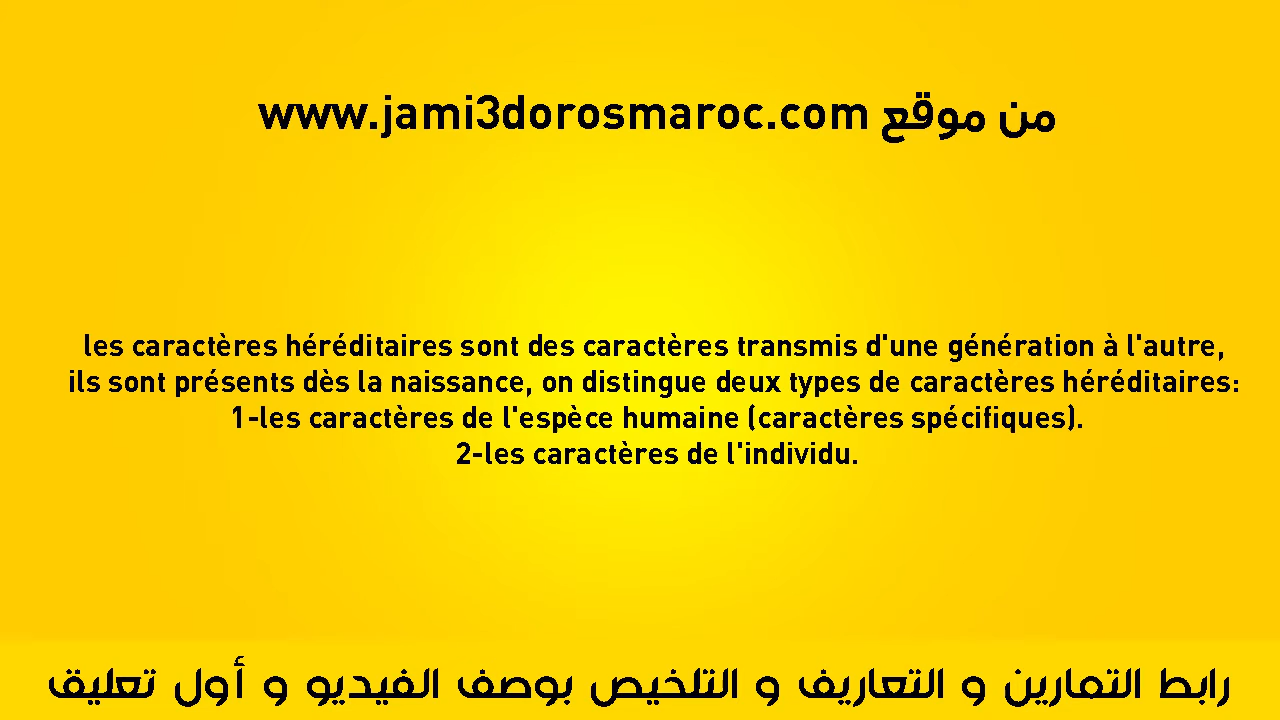 من موقع www.jami3dorosmaroc.com
les caractères héréditaires sont des caractères transmis d'une génération à l'autre,
ils sont présents dès la naissance, on distingue deux types de caractères héréditaires:
1-les caractères de l'espèce humaine (caractères spécifiques).
2-les caractères de l'individu.
رابط التمارين و التعاريف و التلخيص بوصف الفيديو و أول تعليق